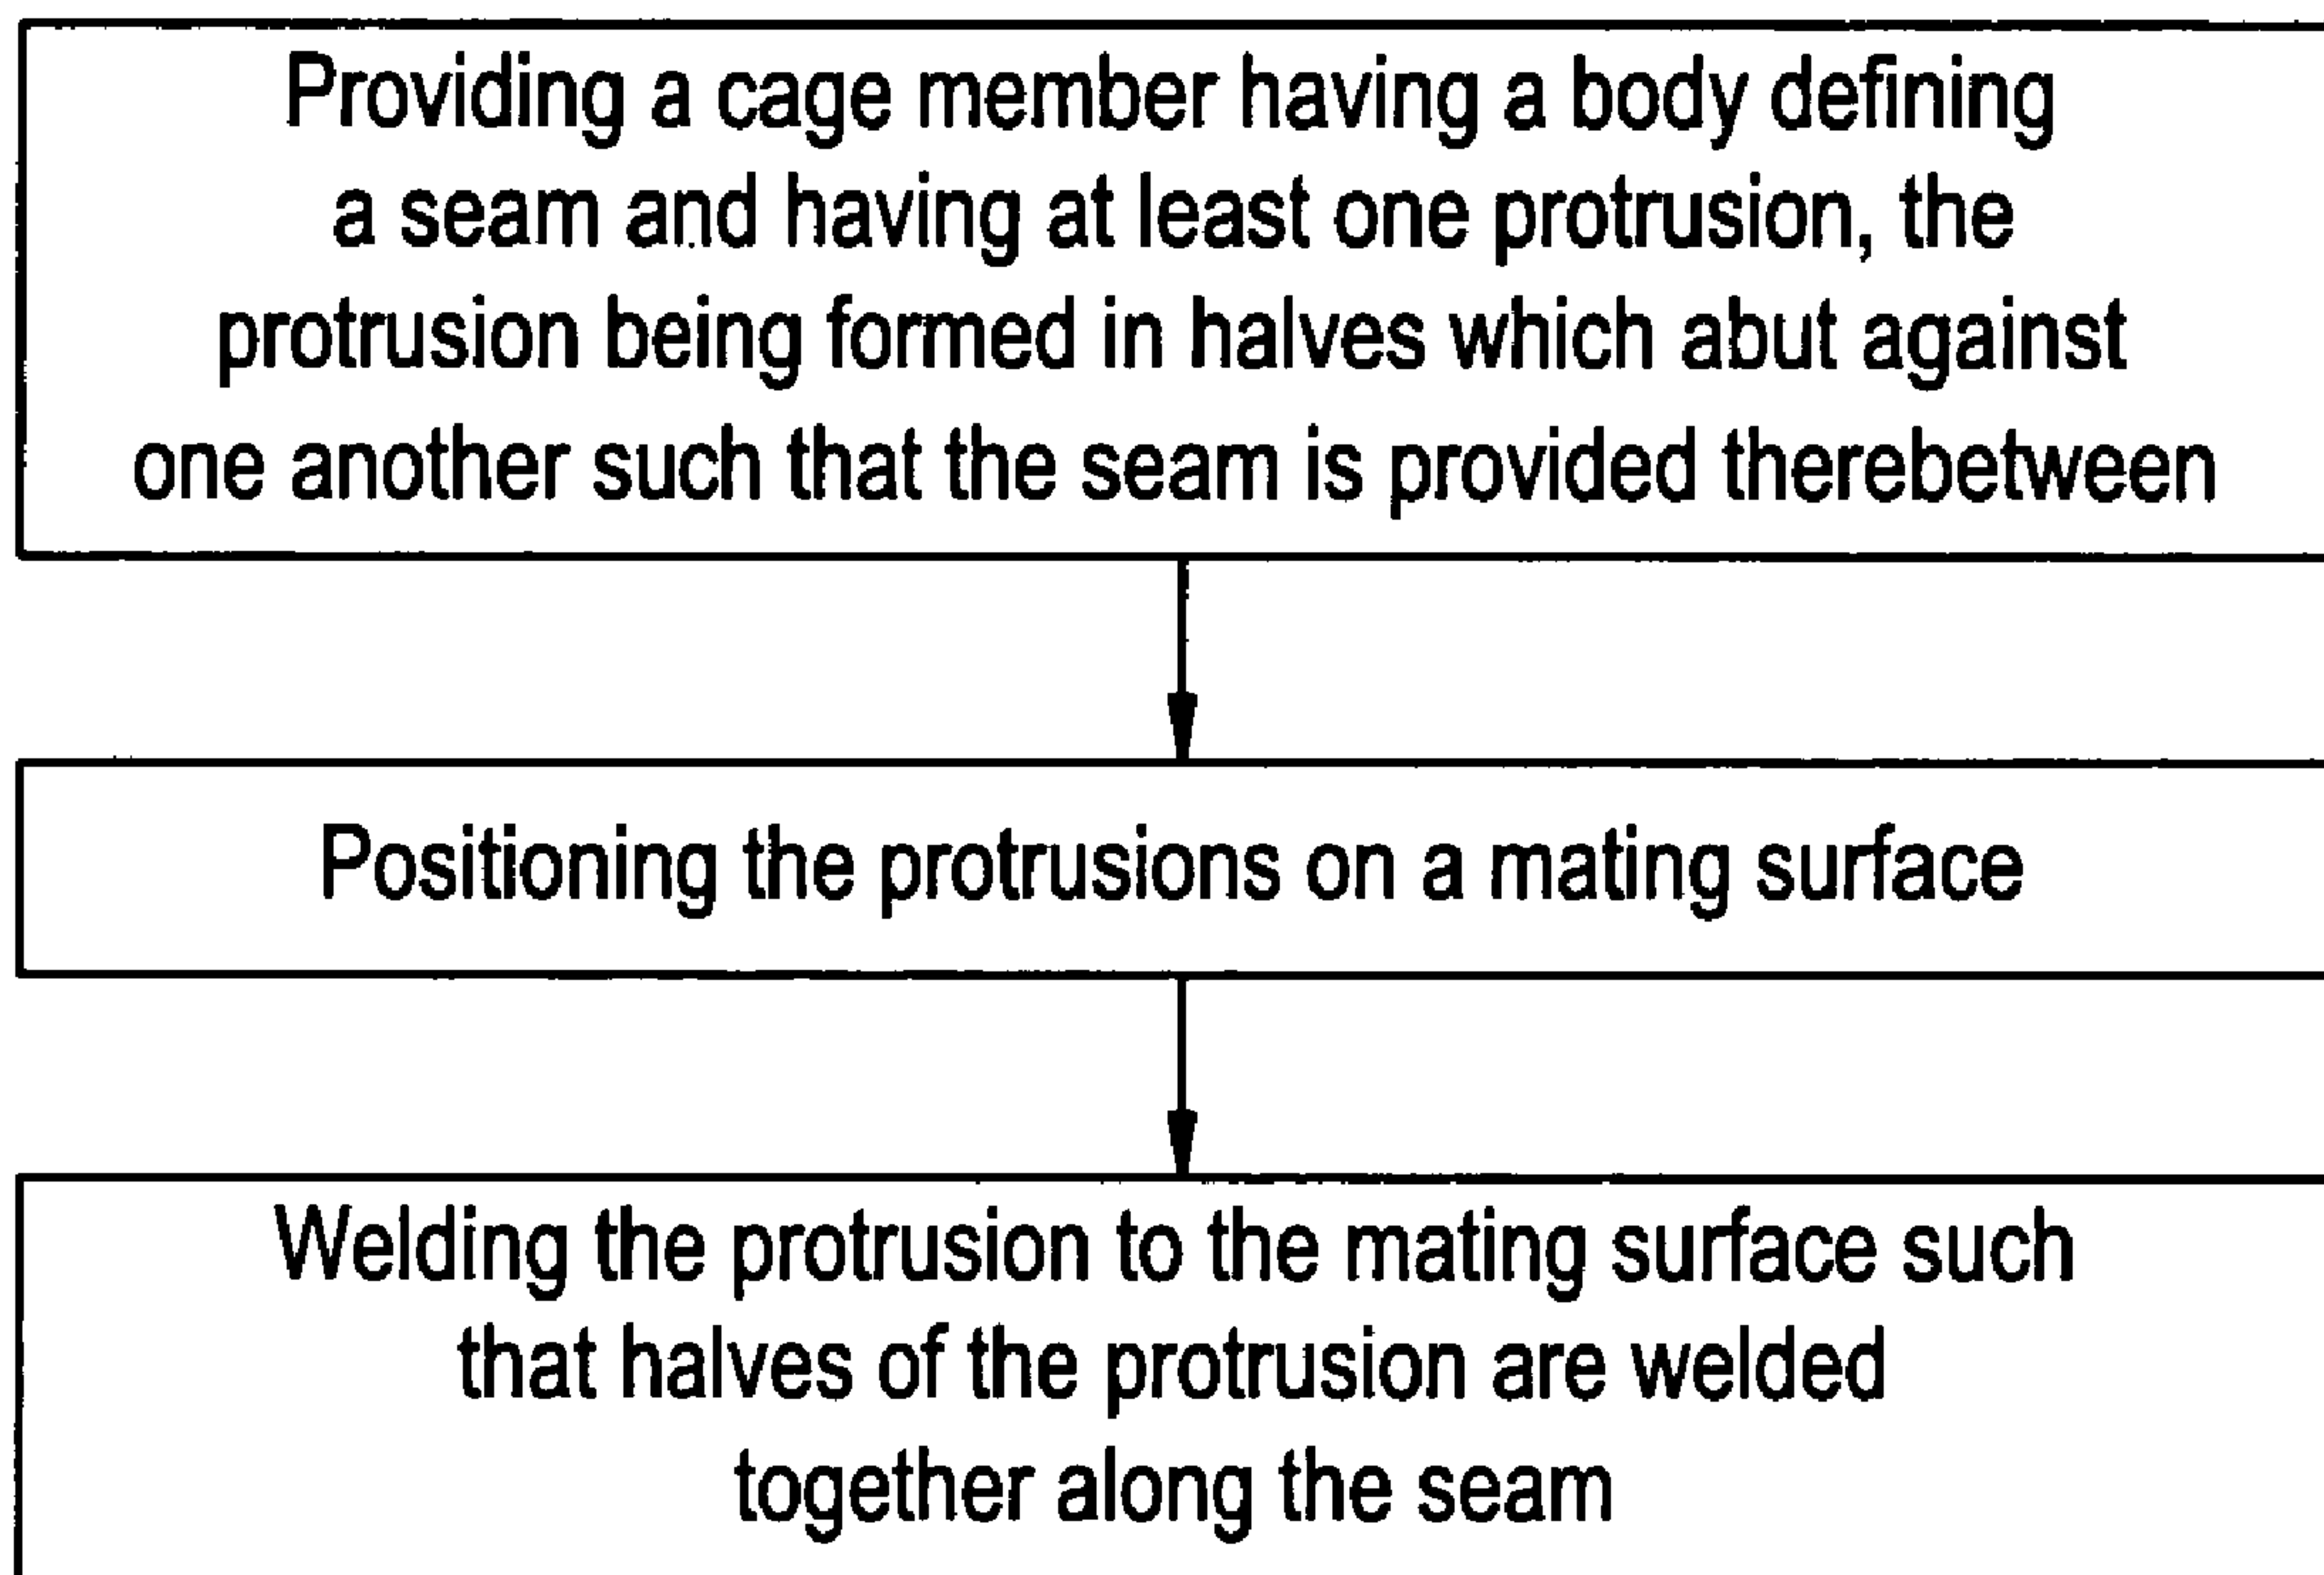 Providing a cage member having a body defining
a seam and having at least one protrusion, the
protrusion being formed in halves which abut against
one another such that the seam is provided therebetween
Positioning the protrusions on a mating surface
Welding the protrusion to the mating surface such
that halves of the protrusion are welded
together along the seam